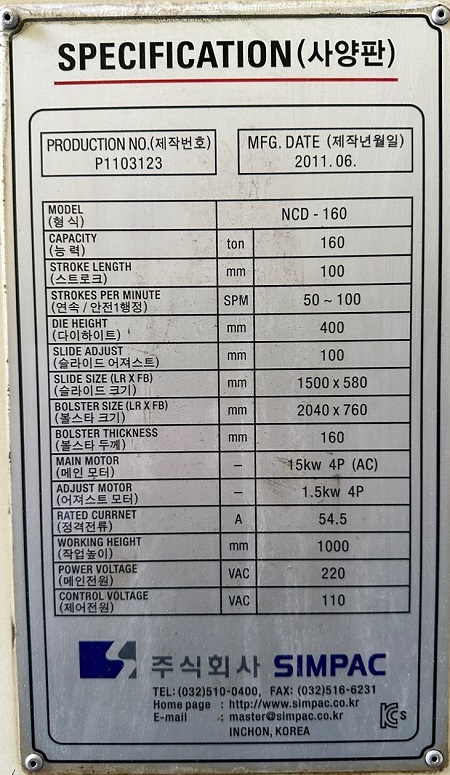 SPECIFICATION(사양판)
PRODUCTION NO.(제작번호)
P1103123
MFG. DATE (제작년월일)
2011.06.
MODEL
(형 식)
NCD - 160
CAPACITY
(능 력)
ton
160
STROKE LENGTH
(스트로크)
mm
100
STROKES PER MINUTE
(연속 / 안전1행정)
SPM
50 ~ 100
DIE HEIGHT
(다이하이트)
mm
400
SLIDE ADJUST
(슬라이드 어져스트)
mm
100
SLIDE SIZE (LR X FB)
(슬라이드 크기)
mm
1500 x 580
BOLSTER SIZE (LR X FB)
(볼스타 크기)
mm
2040 x 760
BOLSTER THICKNESS
(볼스타 두께)
mm
160
MAIN MOTOR
(메인 모터)
–
15kw 4P (AC)
ADJUST MOTOR
(어져스트 모터)
–
1.5kw 4P
RATED CURRNET
(정격전류)
A
54.5
WORKING HEIGHT
(작업높이)
mm
1000
POWER VOLTAGE
(메인전원)
VAC
220
CONTROL VOLTAGE
(제어전원)
VAC
110
주식회사 SIMPAC
TEL: (032)510-0400, FAX: (032)516-6231
Home page : http://www.simpac.co.kr
E-mail : master@simpac.co.kr
INCHON, KOREA
KCs